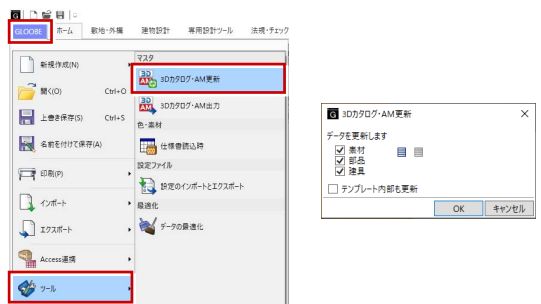 GLOOBE ホーム 敷地・外構 建物設計 専用設計ツール 法規・チェック
新規作成(N)
開く(O) Ctrl+O
上書き保存(S) Ctrl+S
名前を付けて保存(A)
印刷(P)
インポート
エクスポート
Access連携
ツール
マスタ
3Dカタログ・AM更新
3Dカタログ・AM出力
色・素材
仕様書読込時
設定ファイル
設定のインポートとエクスポート
最適化
データの最適化
3Dカタログ・AM更新
データを更新します
素材
部品
建具
テンプレート内部も更新
OK キャンセル